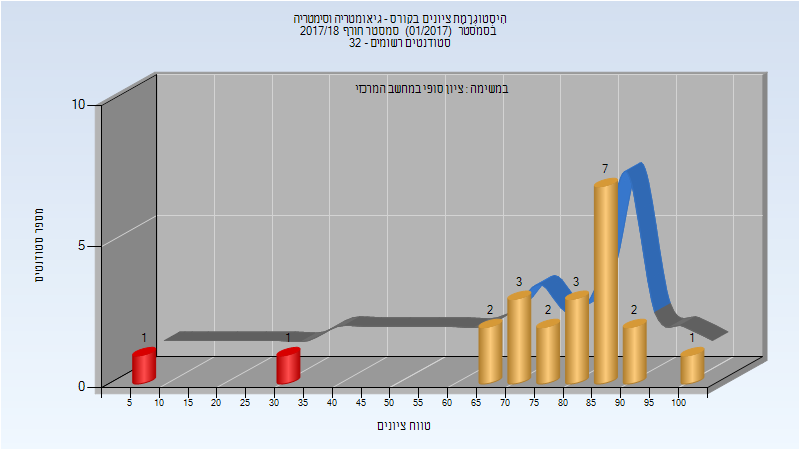 היסטוגרמת ציונים בקורס - גיאומטריה וסימטריה
בסמסטר (01/2017) סמסטר חורף 2017/18
סטודנטים רשומים - 32
במשימה : ציון סופי במחשב המרכזי
מספר סטודנטים
10
5
0
1
1
2
3
2
3
7
2
1
5 10 15 20 25 30 35 40 45 50 55 60 65 70 75 80 85 90 95 100
טווח ציונים